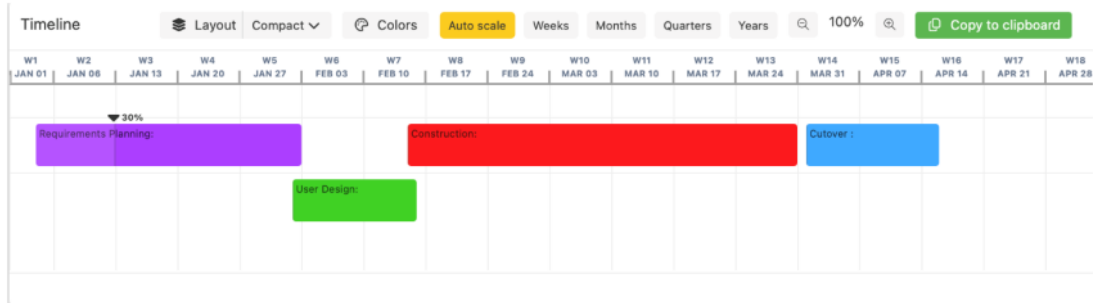 Timeline Layout Compact Colors Auto scale Weeks Months Quarters Years 100% Copy to clipboard
W1 W2 W3 W4 W5 W6 W7 W8 W9 W10 W11 W12 W13 W14 W15 W16 W17 W18
JAN 01 JAN 06 JAN 13 JAN 20 JAN 27 FEB 03 FEB 10 FEB 17 FEB 24 MAR 03 MAR 10 MAR 17 MAR 24 MAR 31 APR 07 APR 14 APR 21 APR 28
30%
Requirements Planning: Construction: Cutover :
User Design: